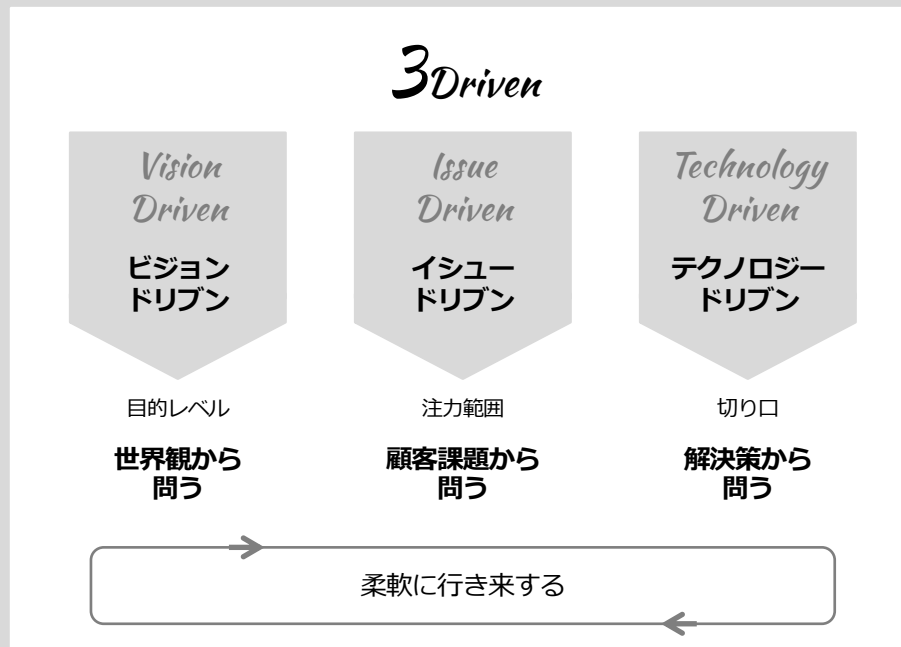 3Driven
Vision
Driven
ビジョン
ドリブン
目的レベル
世界観から
問う
Issue
Driven
イシュー
ドリブン
注力範囲
顧客課題から
問う
Technology
Driven
テクノロジー
ドリブン
切り口
解決策から
問う
柔軟に行き来する